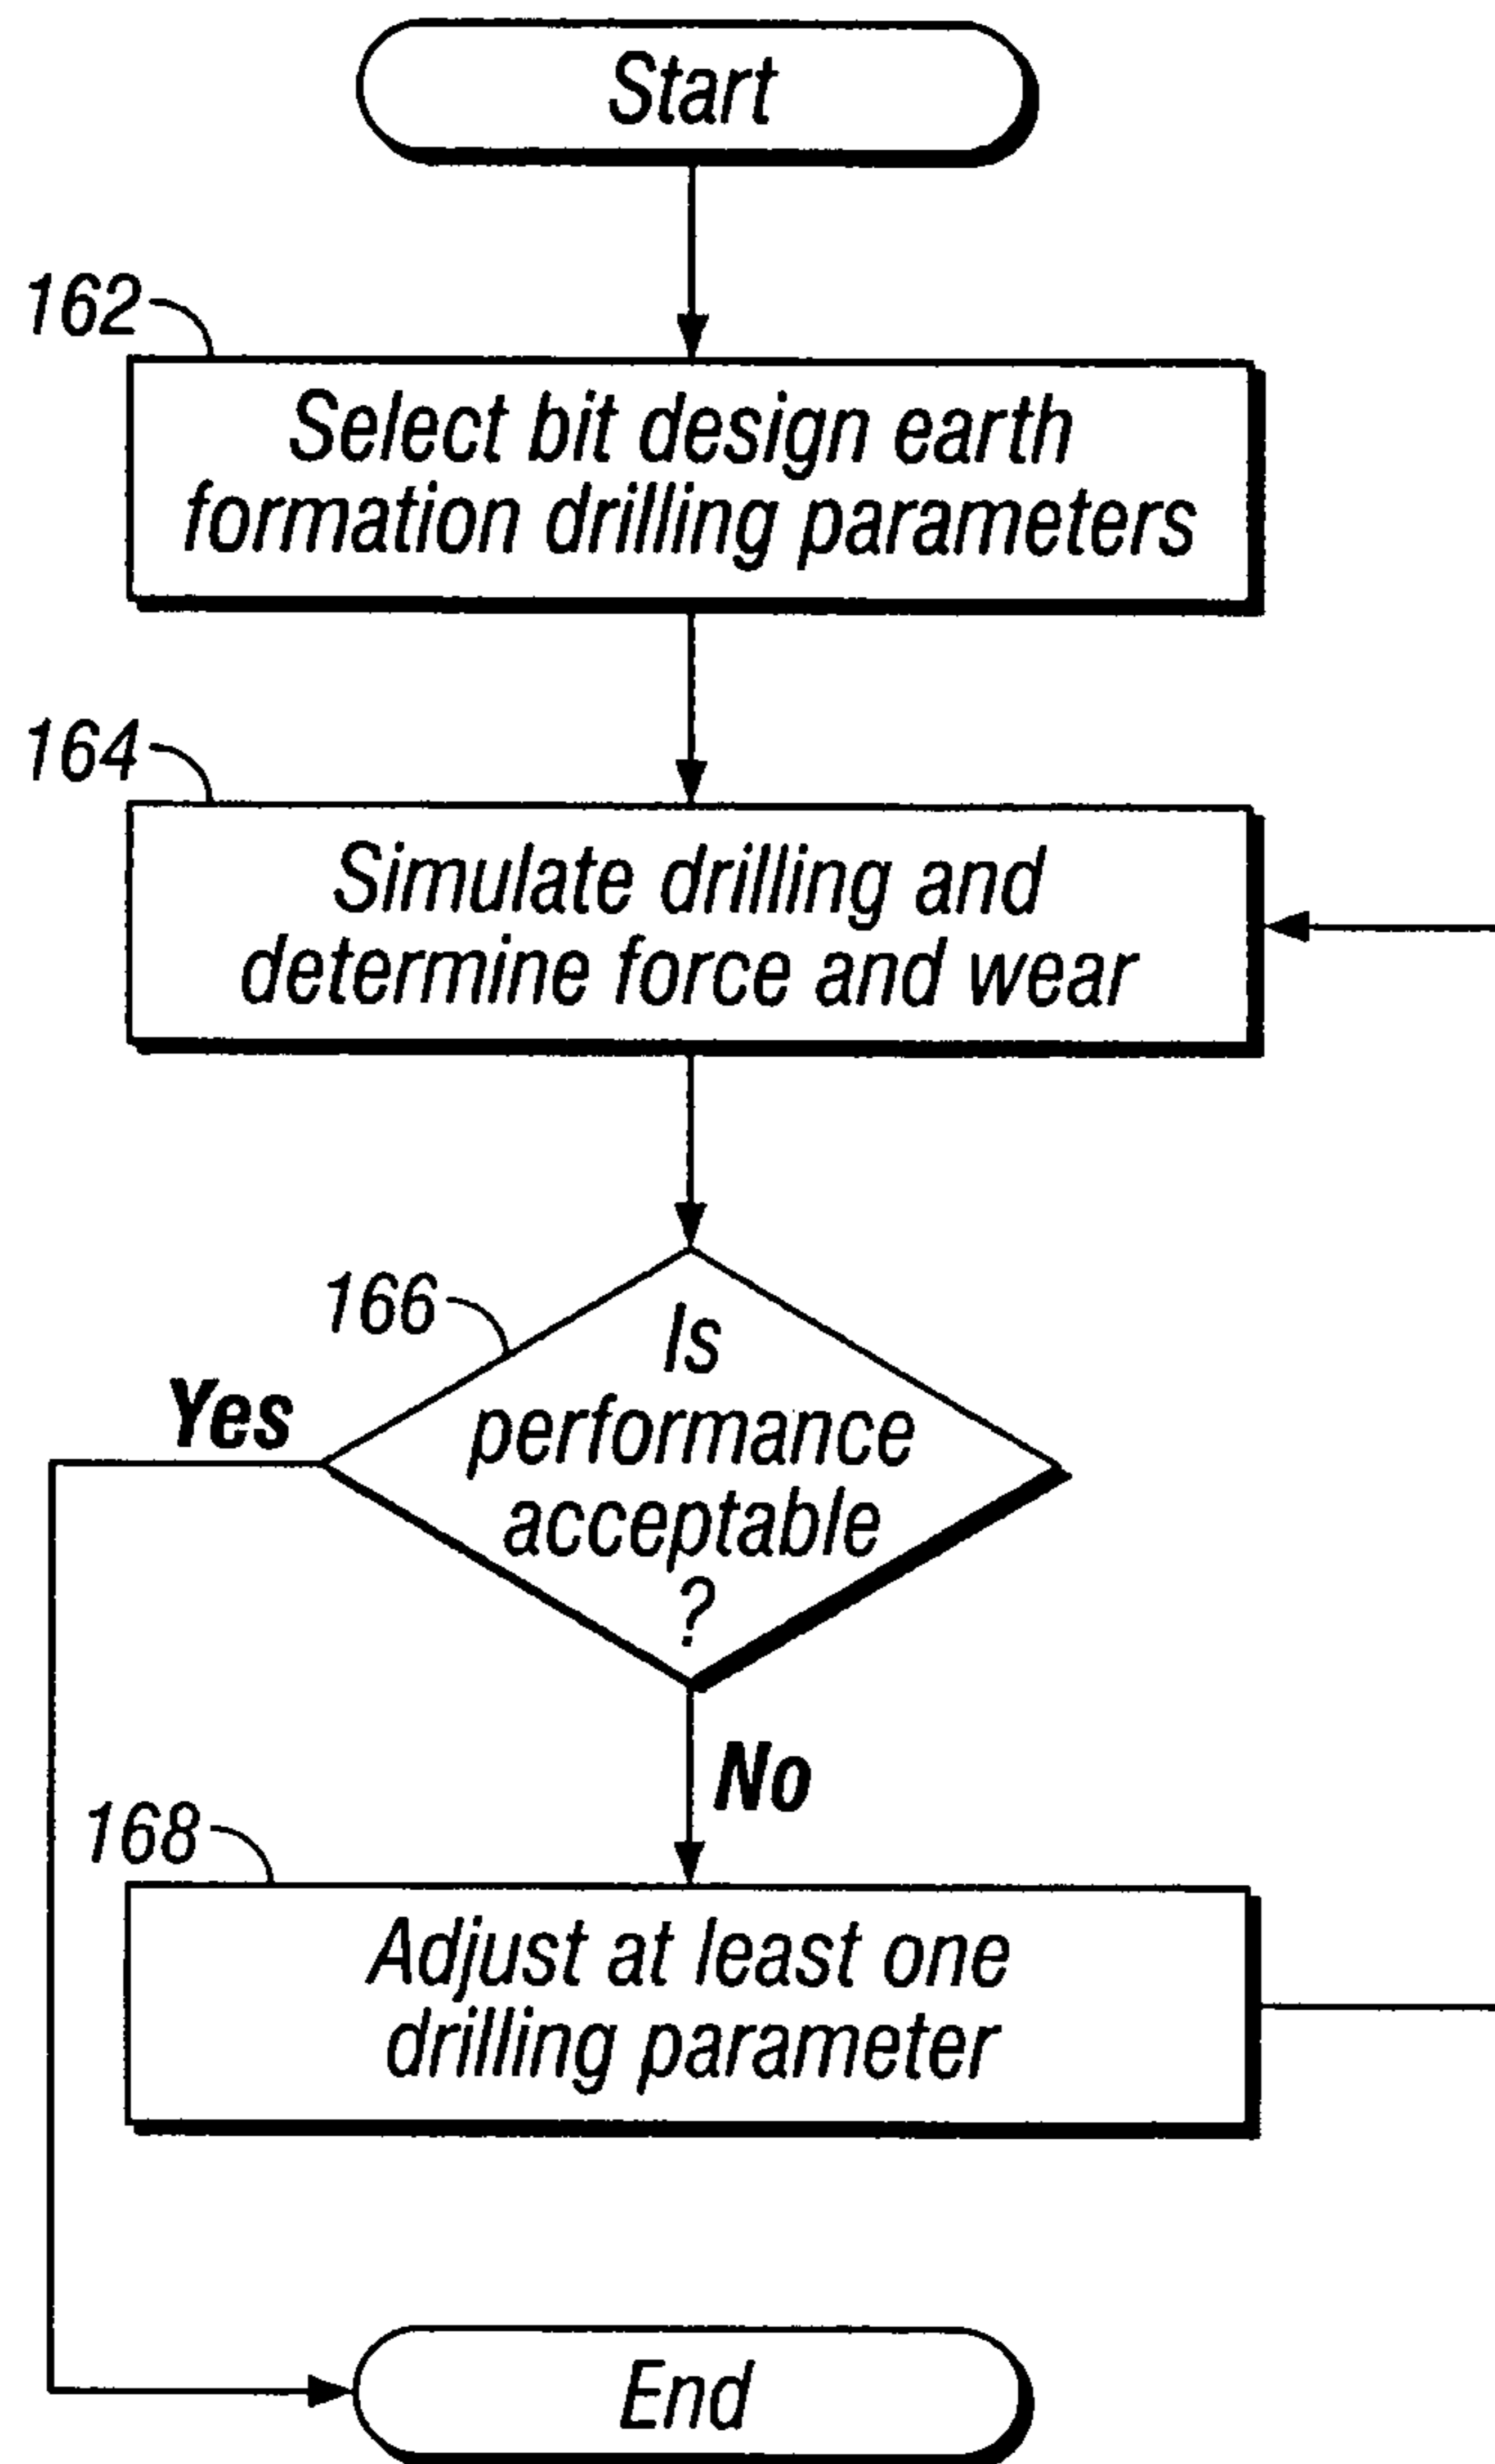 Start
162
Select bit design earth
formation drilling parameters
164
Simulate drilling and
determine force and wear
166
Is
performance
acceptable
?
Yes
No
168
Adjust at least one
drilling parameter
End